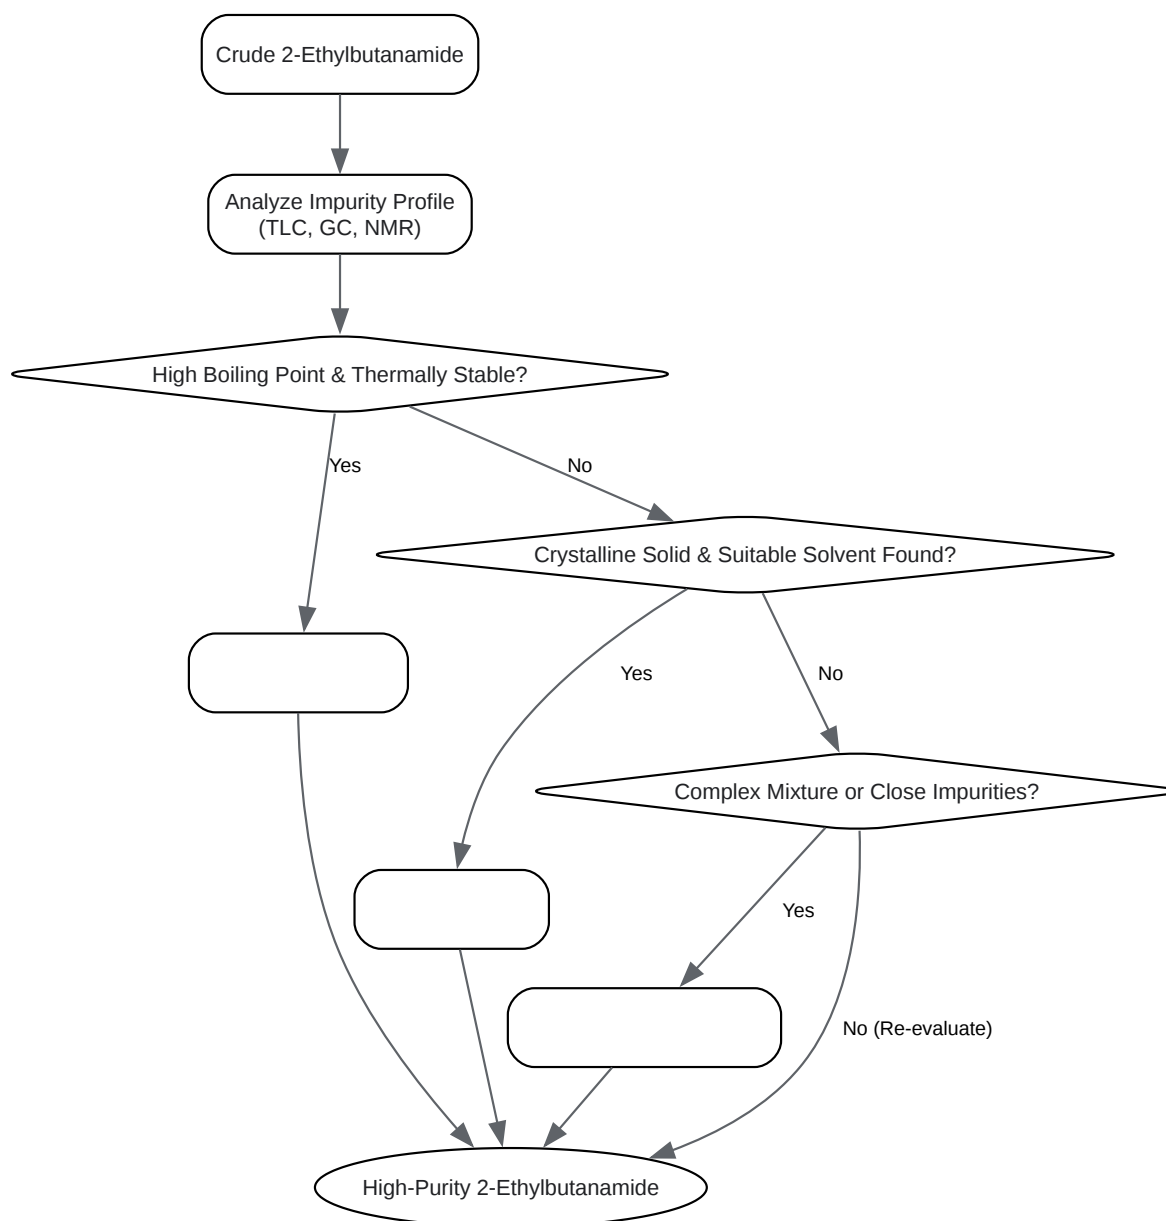 Crude 2-Ethylbutanamide
Analyze Impurity Profile
(TLC, GC, NMR)
High Boiling Point & Thermally Stable?
Yes
No
Crystalline Solid & Suitable Solvent Found?
Yes
No
Complex Mixture or Close Impurities?
Yes
No (Re-evaluate)
High-Purity 2-Ethylbutanamide